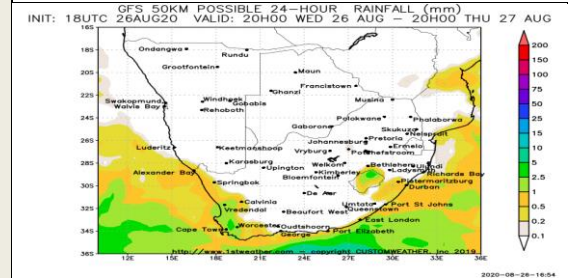 GFS 50KM POSSIBLE 24-HOUR RAINFALL (mm)
INIT: 18UTC 26AUG20 VALID: 20H00 WED 26 AUG - 20H00 THU 27 AUG
16S
18S
20S
22S
24S
26S
28S
30S
32S
34S
36S
Ondangwa
Rundu
Grootfontein
Maun
Francistown
Ghanzi
Windhoek
Gobabis
Swakopmund
Walvis Bay
Rehoboth
Musina
Polokwane
Phalaborwa
Gaborone
Skukuza
Nelspruit
Pretoria
Johannesburg
Ermelo
Luderitz
Keetmanshoop
Vryburg
Potchefstroom
Karasburg
Upington
Welkom
Bethlehem
Ulundi
Ladysmith
Richards Bay
Alexander Bay
Kimberley
Bloemfontein
Pietermaritzburg
Springbok
Durban
De Aar
Calvinia
Umtata
Port St Johns
Vredendal
Beaufort West
Queenstown
East London
Cape Town
Worcester
Oudtshoorn
George
Port Elizabeth
http://www.1stweather.com - copyright CUSTOMWEATHER, inc 2019
12E
15E
18E
21E
24E
27E
30E
33E
36E
200
150
100
75
50
25
15
10
5
2.5
1
0.5
0.2
0.1
2020-08-26-16:54